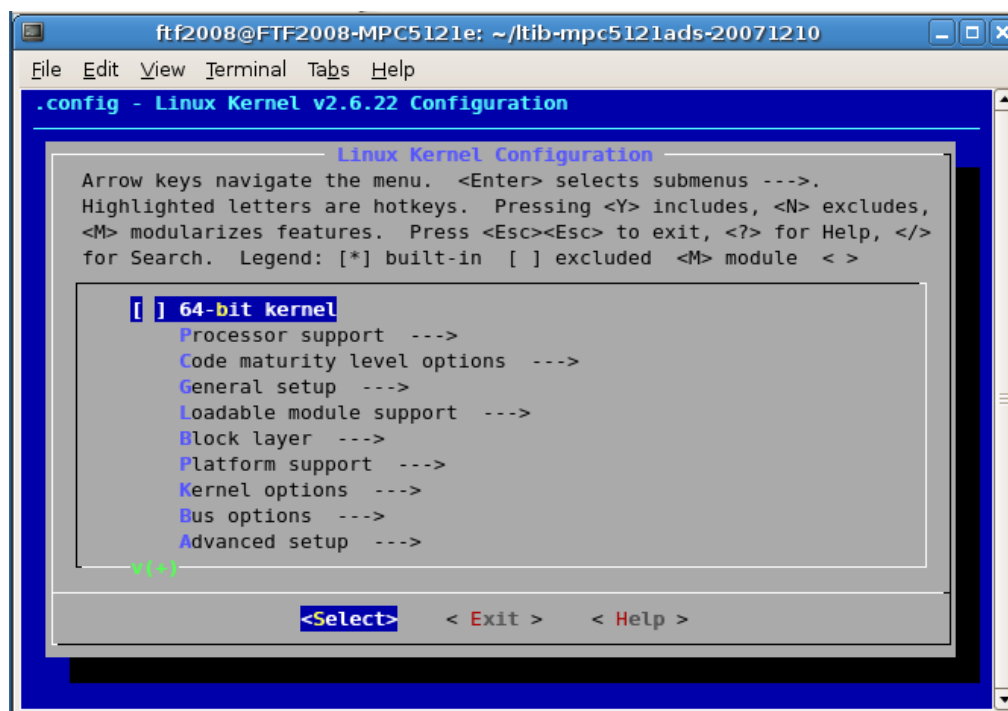 ftf2008@FTF2008-MPC5121e: ~/ltib-mpc5121ads-20071210
File Edit View Terminal Tabs Help
.config - Linux Kernel v2.6.22 Configuration
Linux Kernel Configuration
Arrow keys navigate the menu. <Enter> selects submenus --->.
Highlighted letters are hotkeys. Pressing <Y> includes, <N> excludes,
<M> modularizes features. Press <Esc><Esc> to exit, <?> for Help, </>
for Search. Legend: [*] built-in [ ] excluded <M> module < >
[ ] 64-bit kernel
Processor support --->
Code maturity level options --->
General setup --->
Loadable module support --->
Block layer --->
Platform support --->
Kernel options --->
Bus options --->
Advanced setup --->
v(+)
<Select> < Exit > < Help >